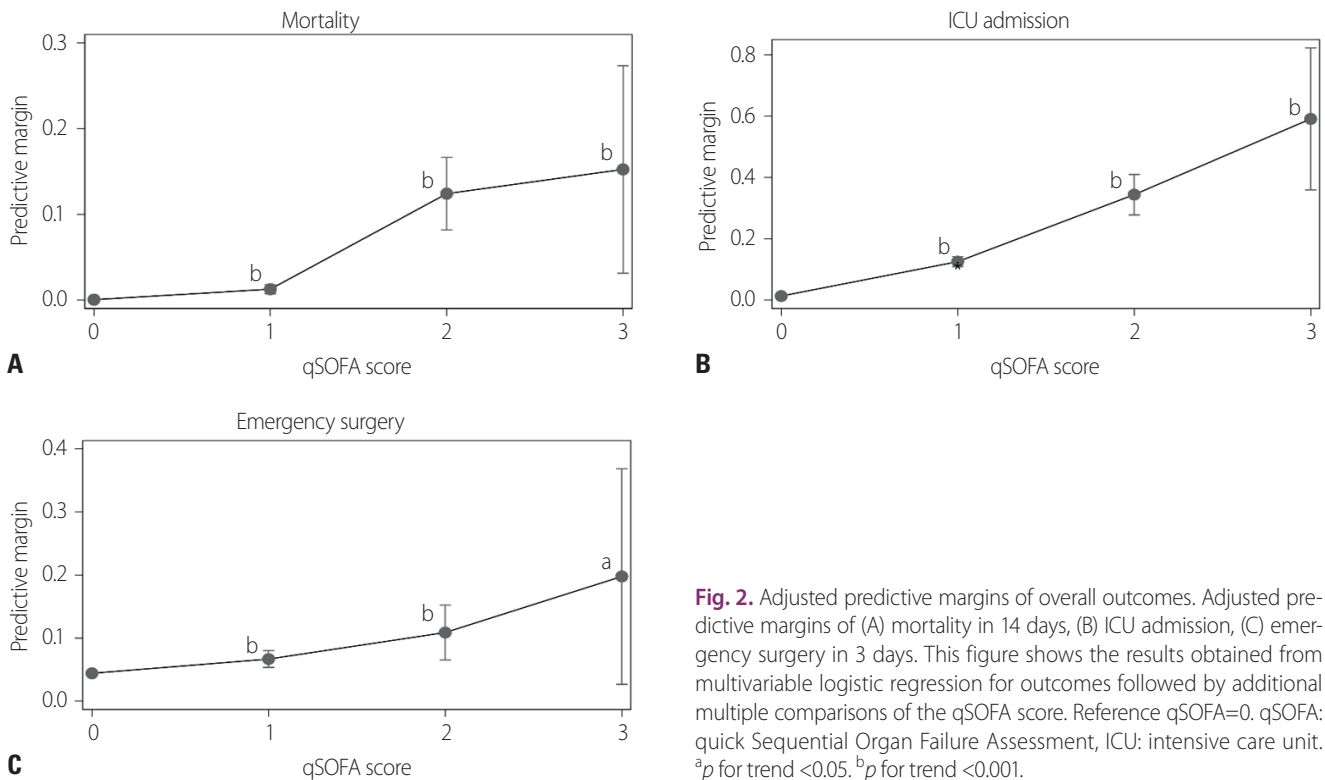 Mortality
0.3
0.2
0.1
0.0
Predictive margin
b
b
b
0
1
2
3
qSOFA score
A
ICU admission
0.8
0.6
0.4
0.2
0.0
Predictive margin
b
b
b
*
0
1
2
3
qSOFA score
B
Emergency surgery
0.4
0.3
0.2
0.1
0.0
Predictive margin
b
b
a
0
1
2
3
qSOFA score
C
Fig. 2. Adjusted predictive margins of overall outcomes. Adjusted pre-
dictive margins of (A) mortality in 14 days, (B) ICU admission, (C) emer-
gency surgery in 3 days. This figure shows the results obtained from
multivariable logistic regression for outcomes followed by additional
multiple comparisons of the qSOFA score. Reference qSOFA=0. qSOFA:
quick Sequential Organ Failure Assessment, ICU: intensive care unit.
ᵃp for trend <0.05. ᵇp for trend <0.001.